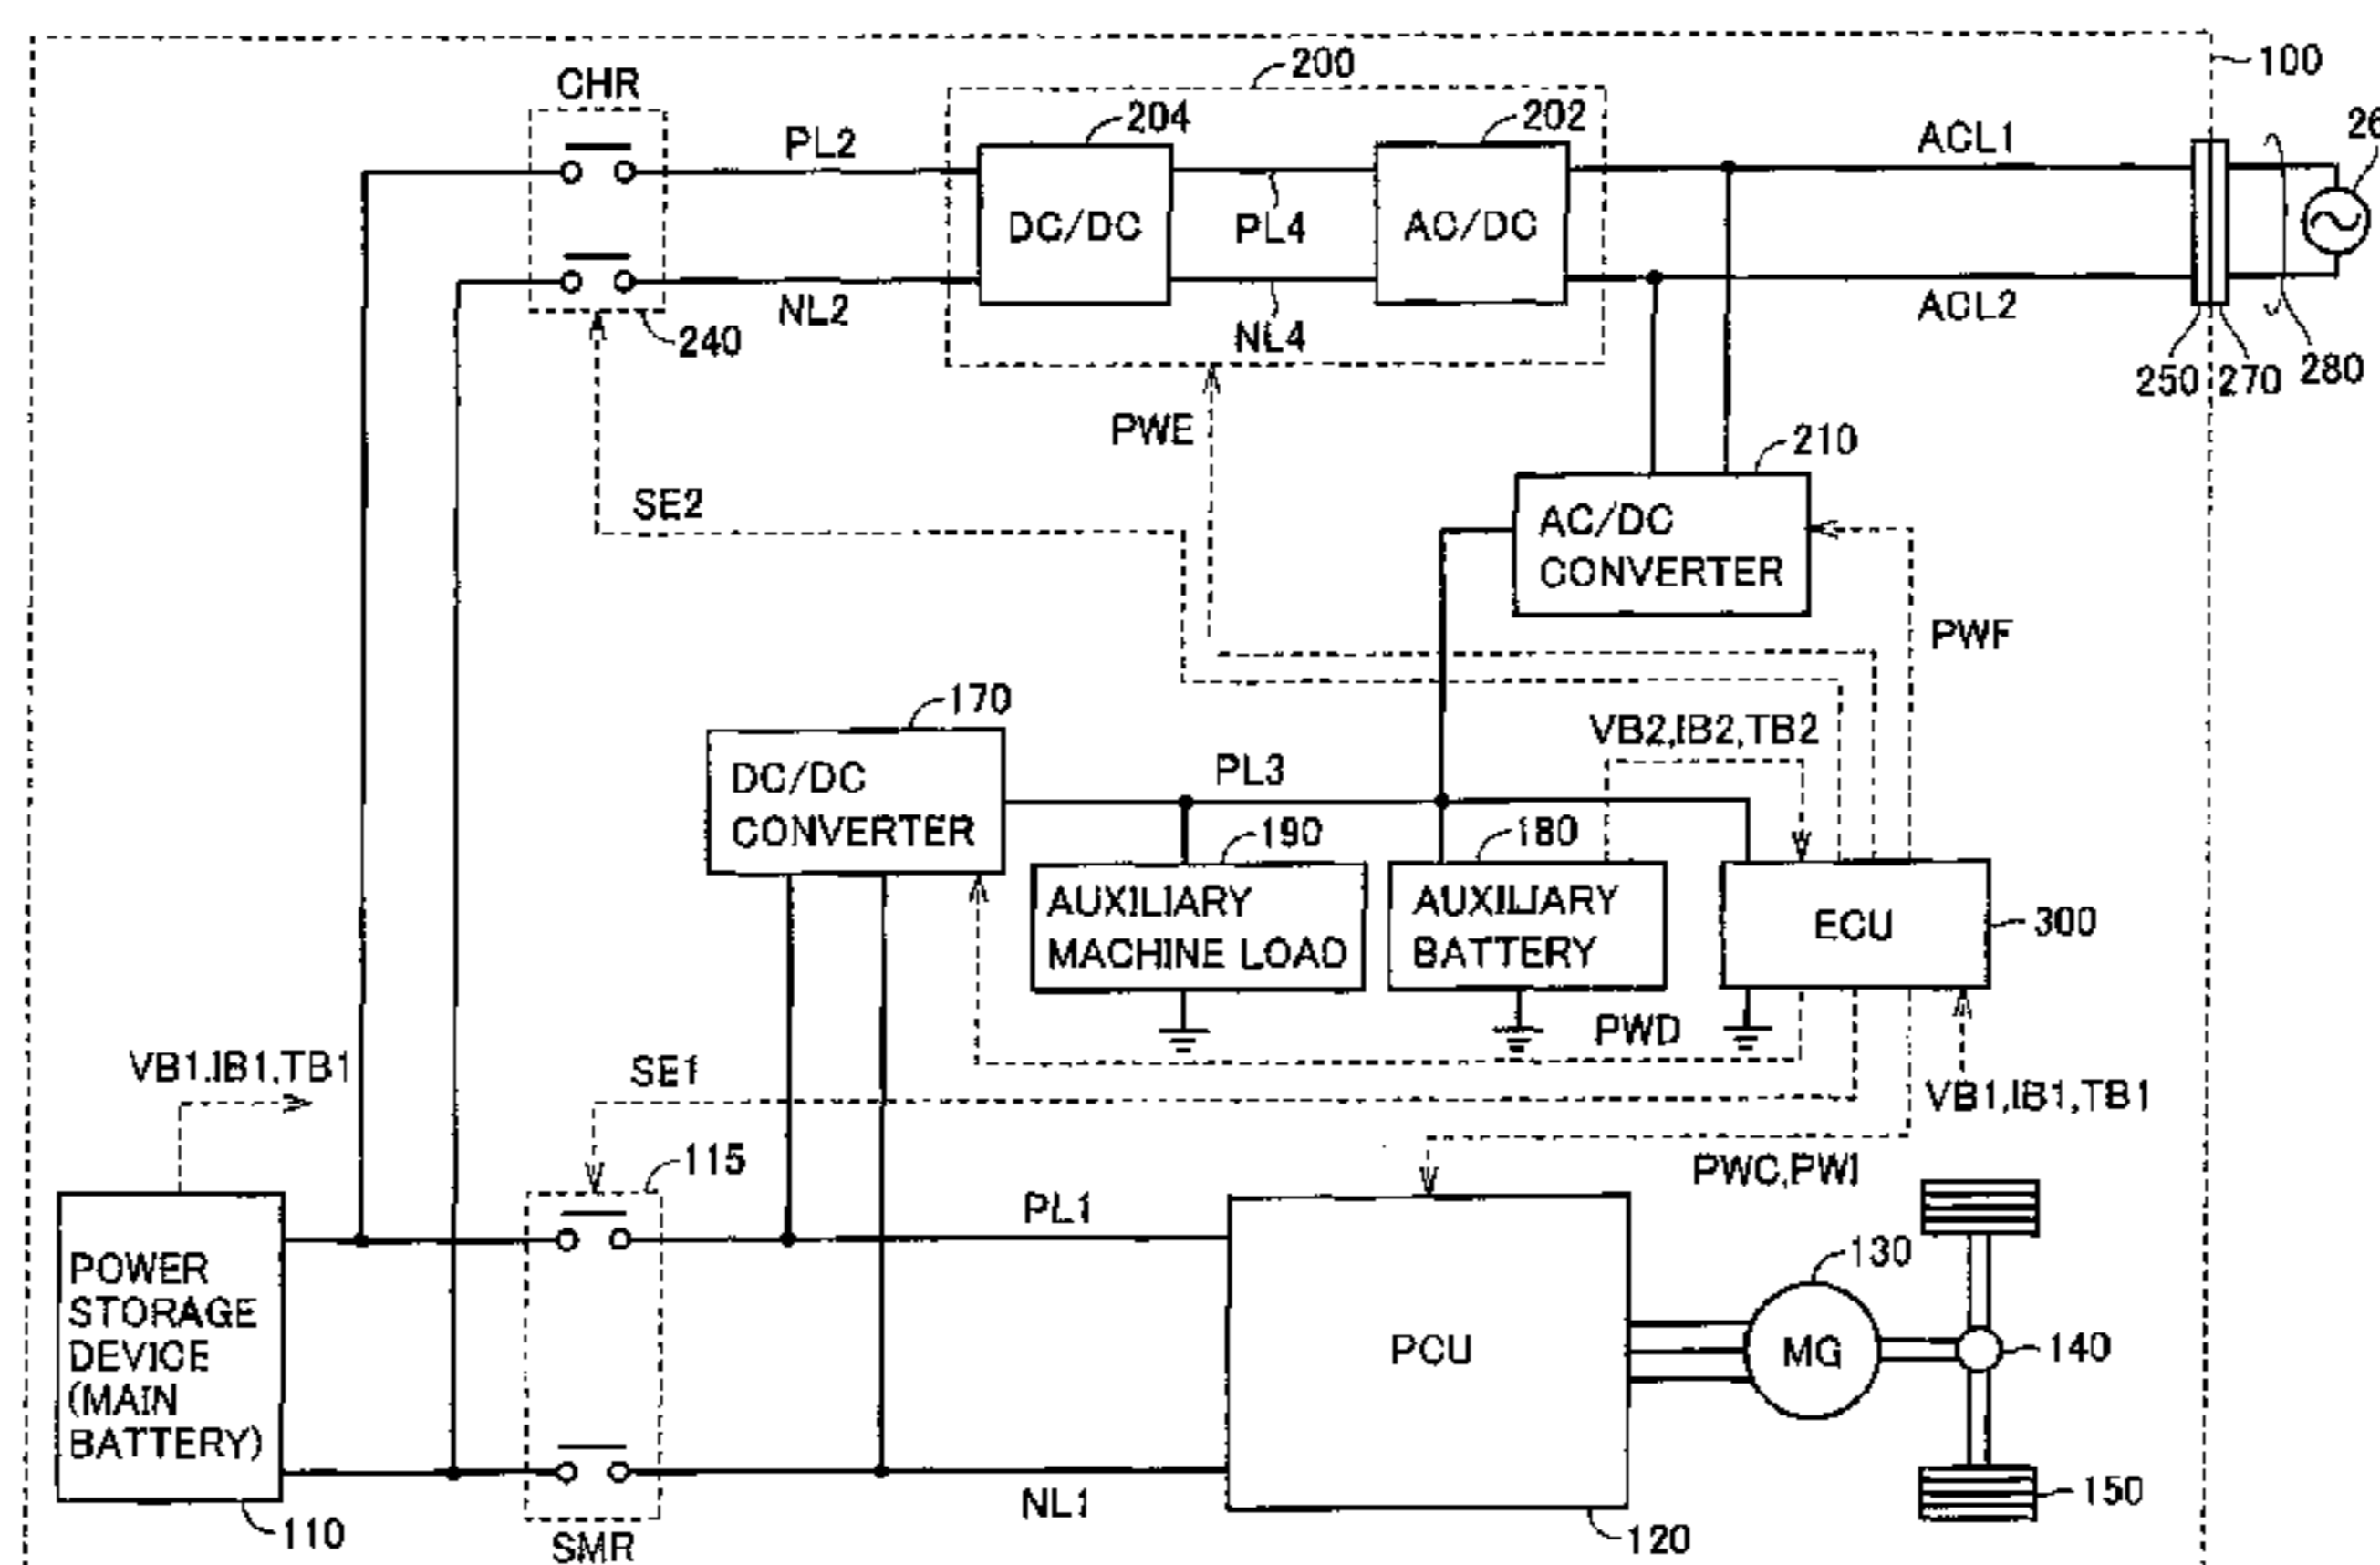 100
200
CHR
204
202
26
PL2
ACL1
DC/DC
PL4
AC/DC
NL2
NL4
ACL2
240
250
270
280
PWE
210
SE2
AC/DC
CONVERTER
PWF
170
VB2,IB2,TB2
PL3
DC/DC
CONVERTER
190
180
AUXILIARY
MACHINE LOAD
AUXILIARY
BATTERY
ECU
300
PWD
VB1,IB1,TB1
SE1
VB1,IB1,TB1
115
PWC,PWI
PL1
130
POWER
STORAGE
DEVICE
(MAIN
BATTERY)
PCU
MG
140
NL1
150
110
SMR
120